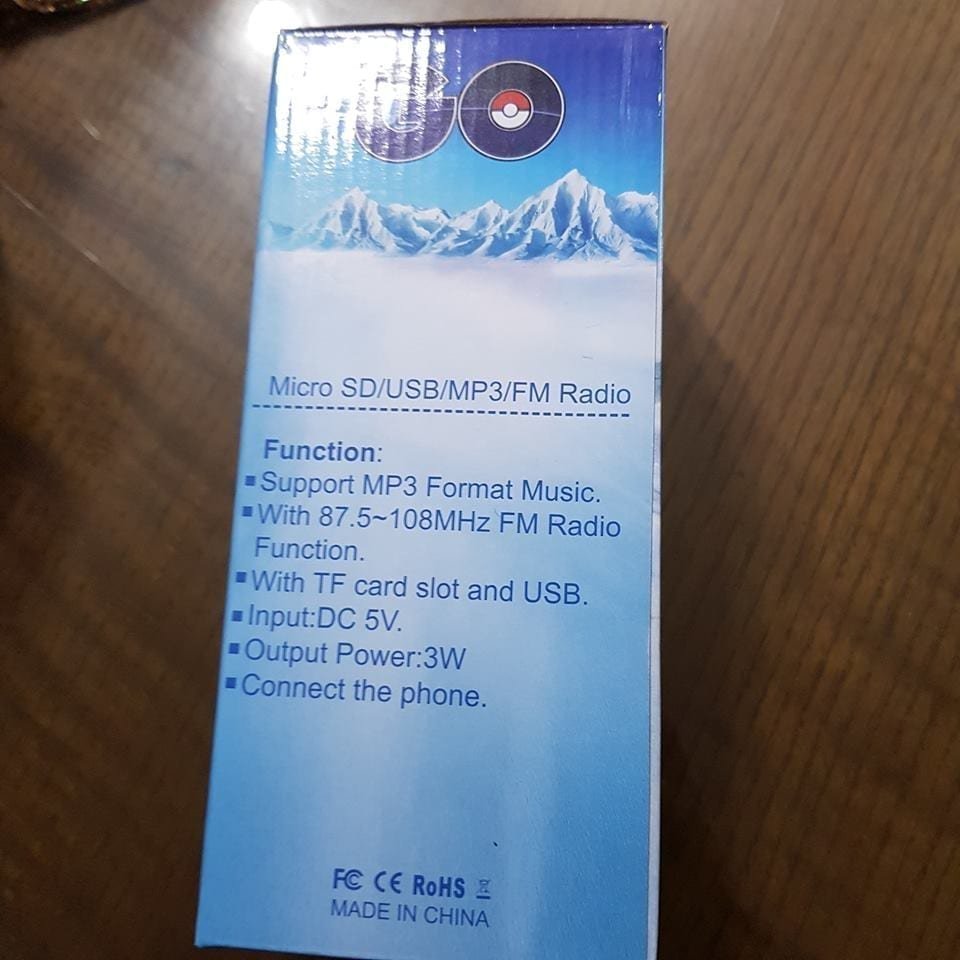 GO
Micro SD/USB/MP3/FM Radio
Function:
▪Support MP3 Format Music.
▪With 87.5~108MHz FM Radio
Function.
▪With TF card slot and USB.
▪Input:DC 5V.
▪Output Power:3W
▪Connect the phone.
FC CE RoHS
MADE IN CHINA